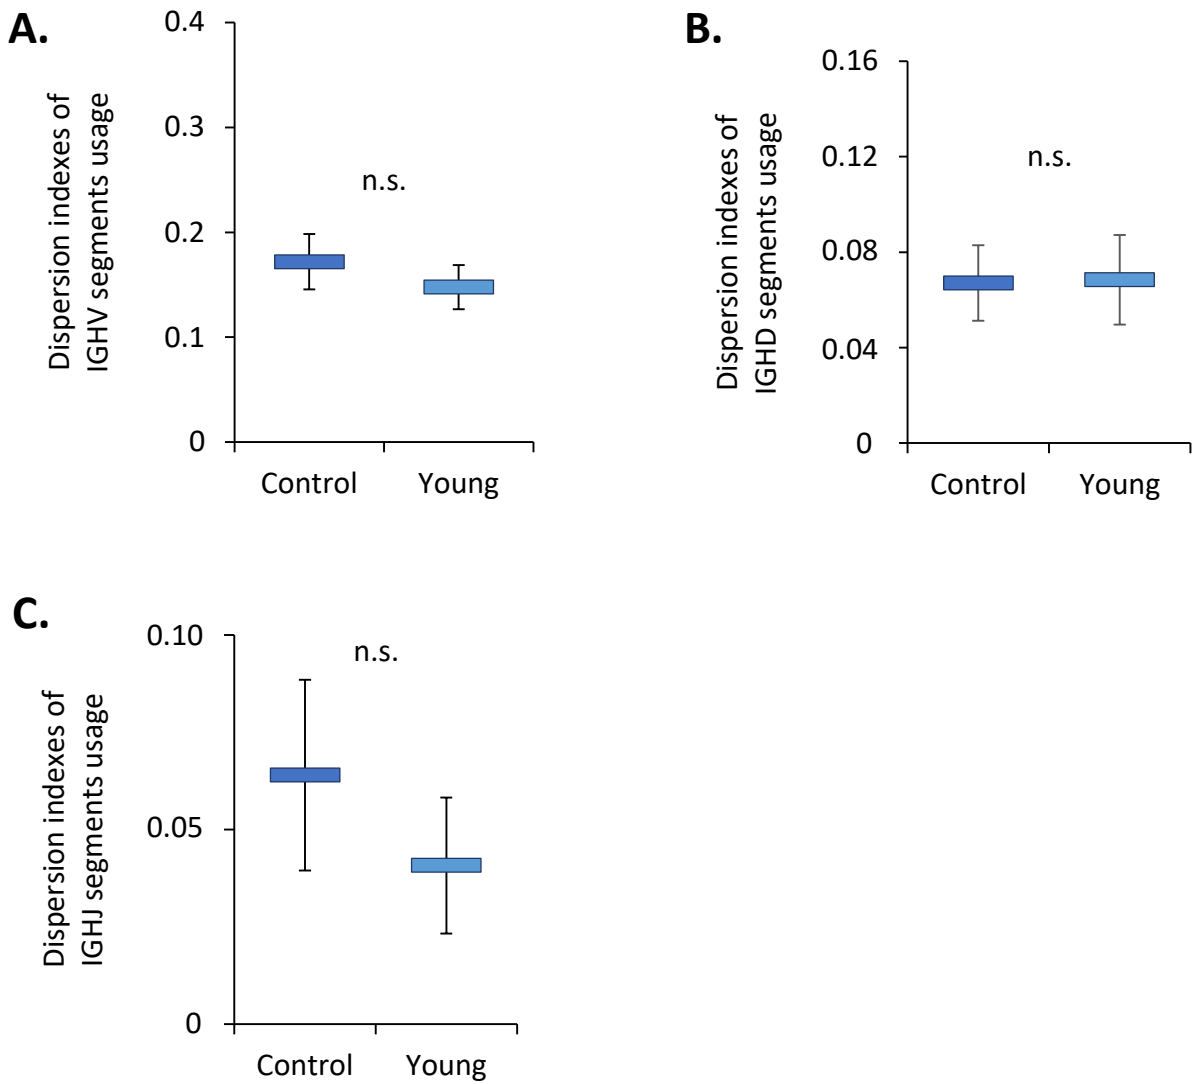 A.
Dispersion indexes of
IGHV segments usage
0.4
0.3
0.2
0.1
0
n.s.
Control
Young
B.
Dispersion indexes of
IGHD segments usage
0.16
0.12
0.08
0.04
0
n.s.
Control
Young
C.
Dispersion indexes of
IGHJ segments usage
0.10
0.05
0
n.s.
Control
Young